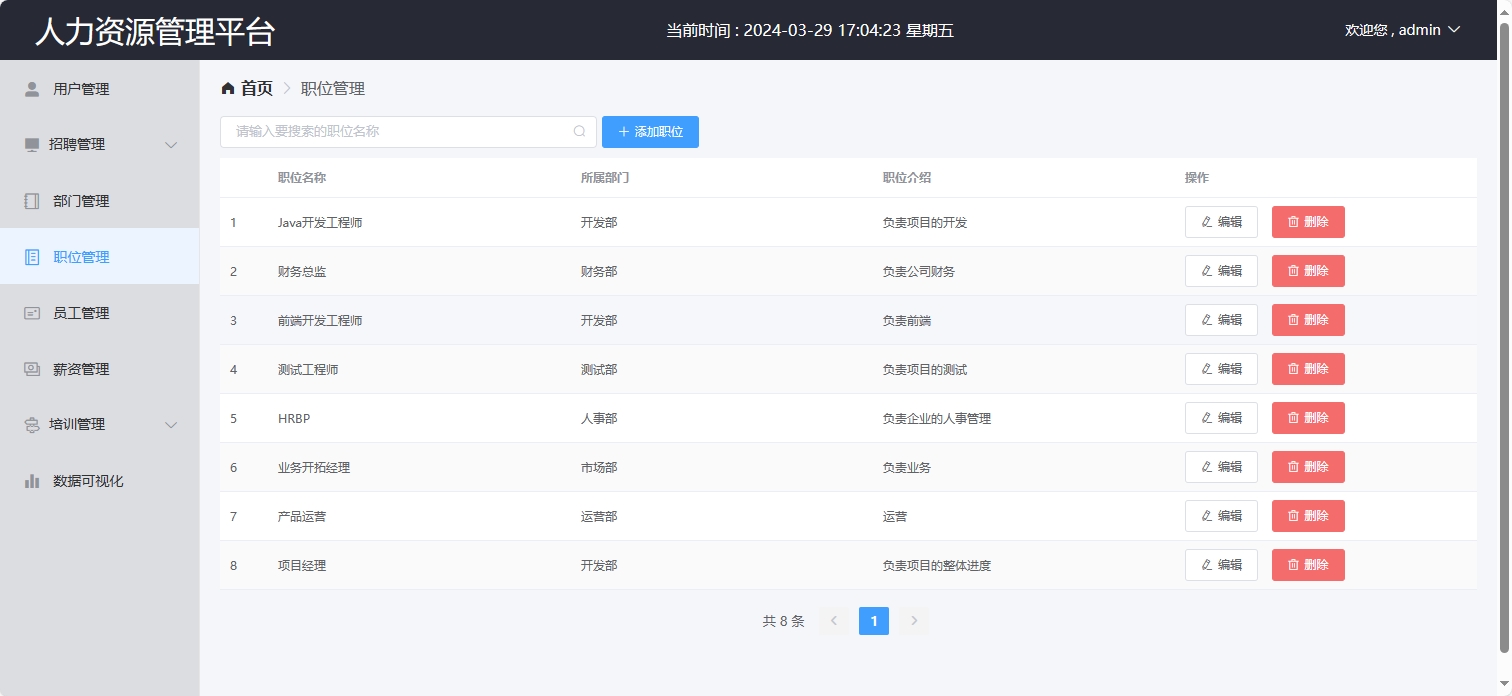 人力资源管理平台
当前时间 : 2024-03-29 17:04:23 星期五
欢迎您 , admin
用户管理
招聘管理
部门管理
职位管理
员工管理
薪资管理
培训管理
数据可视化
首页 > 职位管理
请输入要搜索的职位名称
+ 添加职位
职位名称 所属部门 职位介绍 操作
1 Java开发工程师 开发部 负责项目的开发 编辑 删除
2 财务总监 财务部 负责公司财务 编辑 删除
3 前端开发工程师 开发部 负责前端 编辑 删除
4 测试工程师 测试部 负责项目的测试 编辑 删除
5 HRBP 人事部 负责企业的人事管理 编辑 删除
6 业务开拓经理 市场部 负责业务 编辑 删除
7 产品运营 运营部 运营 编辑 删除
8 项目经理 开发部 负责项目的整体进度 编辑 删除
共 8 条 < 1 >